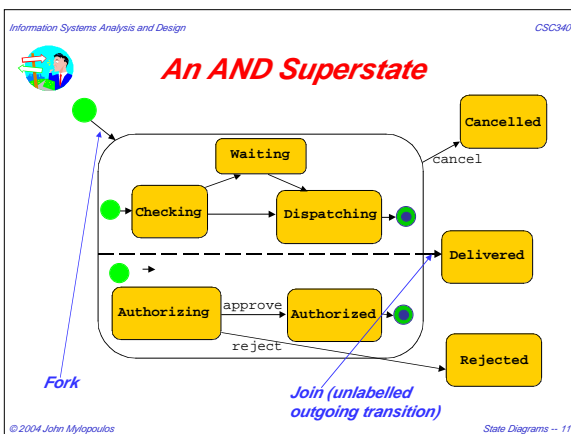 Information Systems Analysis and Design
CSC340
An AND Superstate
Cancelled
Waiting
cancel
Checking
Dispatching
Delivered
Authorizing
approve
Authorized
reject
Rejected
Fork
Join (unlabelled
outgoing transition)
© 2004 John Mylopoulos
State Diagrams -- 11